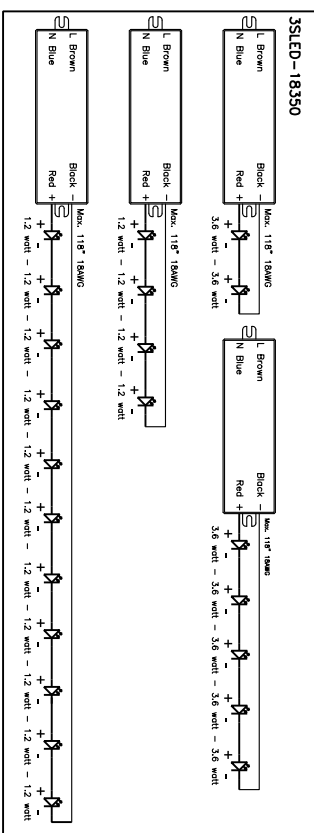 3SLED-18350
L Brown
N Blue
Black -
Red +
Max. 118" 18AWG
+ - + -
3.6 watt - 3.6 watt
L Brown
N Blue
Black -
Red +
Max. 118" 18AWG
+ - + - + - + - + -
3.6 watt - 3.6 watt - 3.6 watt - 3.6 watt - 3.6 watt
L Brown
N Blue
Black -
Red +
Max. 118" 18AWG
+ - + - + - + -
1.2 watt - 1.2 watt - 1.2 watt - 1.2 watt
L Brown
N Blue
Black -
Red +
Max. 118" 18AWG
+ - + - + - + - + - + - + - + - + - + - + -
1.2 watt - 1.2 watt - 1.2 watt - 1.2 watt - 1.2 watt - 1.2 watt - 1.2 watt - 1.2 watt - 1.2 watt - 1.2 watt - 1.2 watt